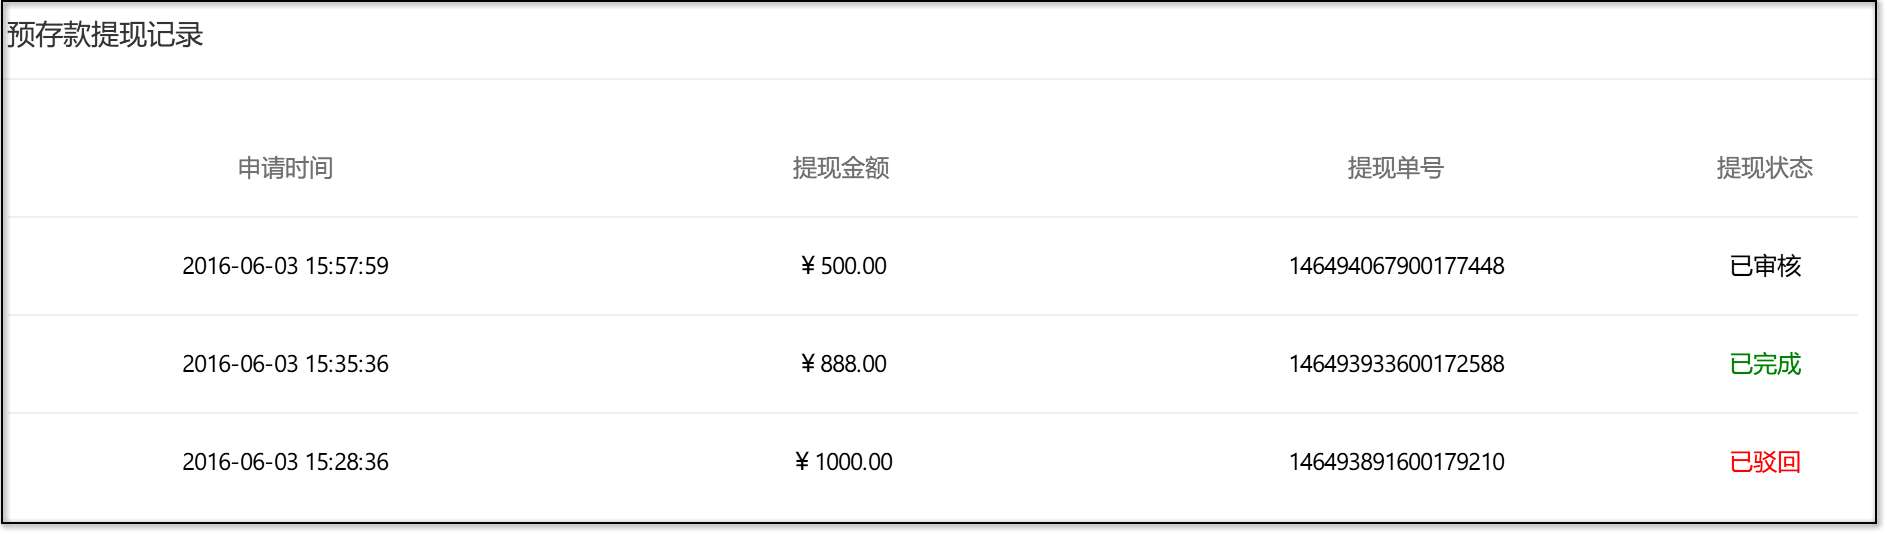 预存款提现记录
申请时间 提现金额 提现单号 提现状态
2016-06-03 15:57:59 ¥ 500.00 146494067900177448 已审核
2016-06-03 15:35:36 ¥ 888.00 146493933600172588 已完成
2016-06-03 15:28:36 ¥ 1000.00 146493891600179210 已驳回